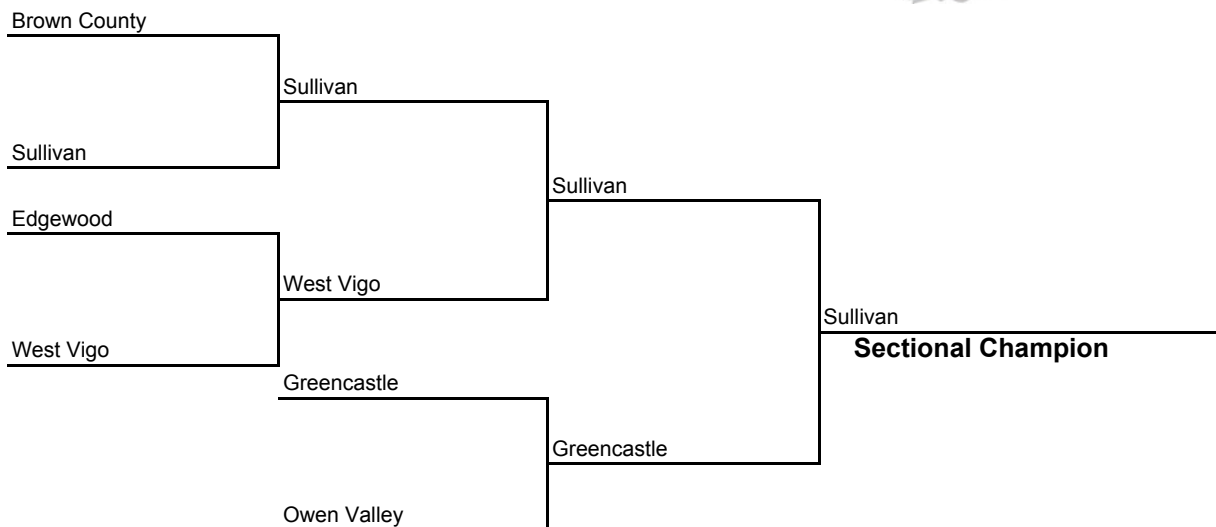 Brown County
Sullivan
Sullivan
Sullivan
Edgewood
West Vigo
Sullivan
West Vigo
Sectional Champion
Greencastle
Greencastle
Owen Valley